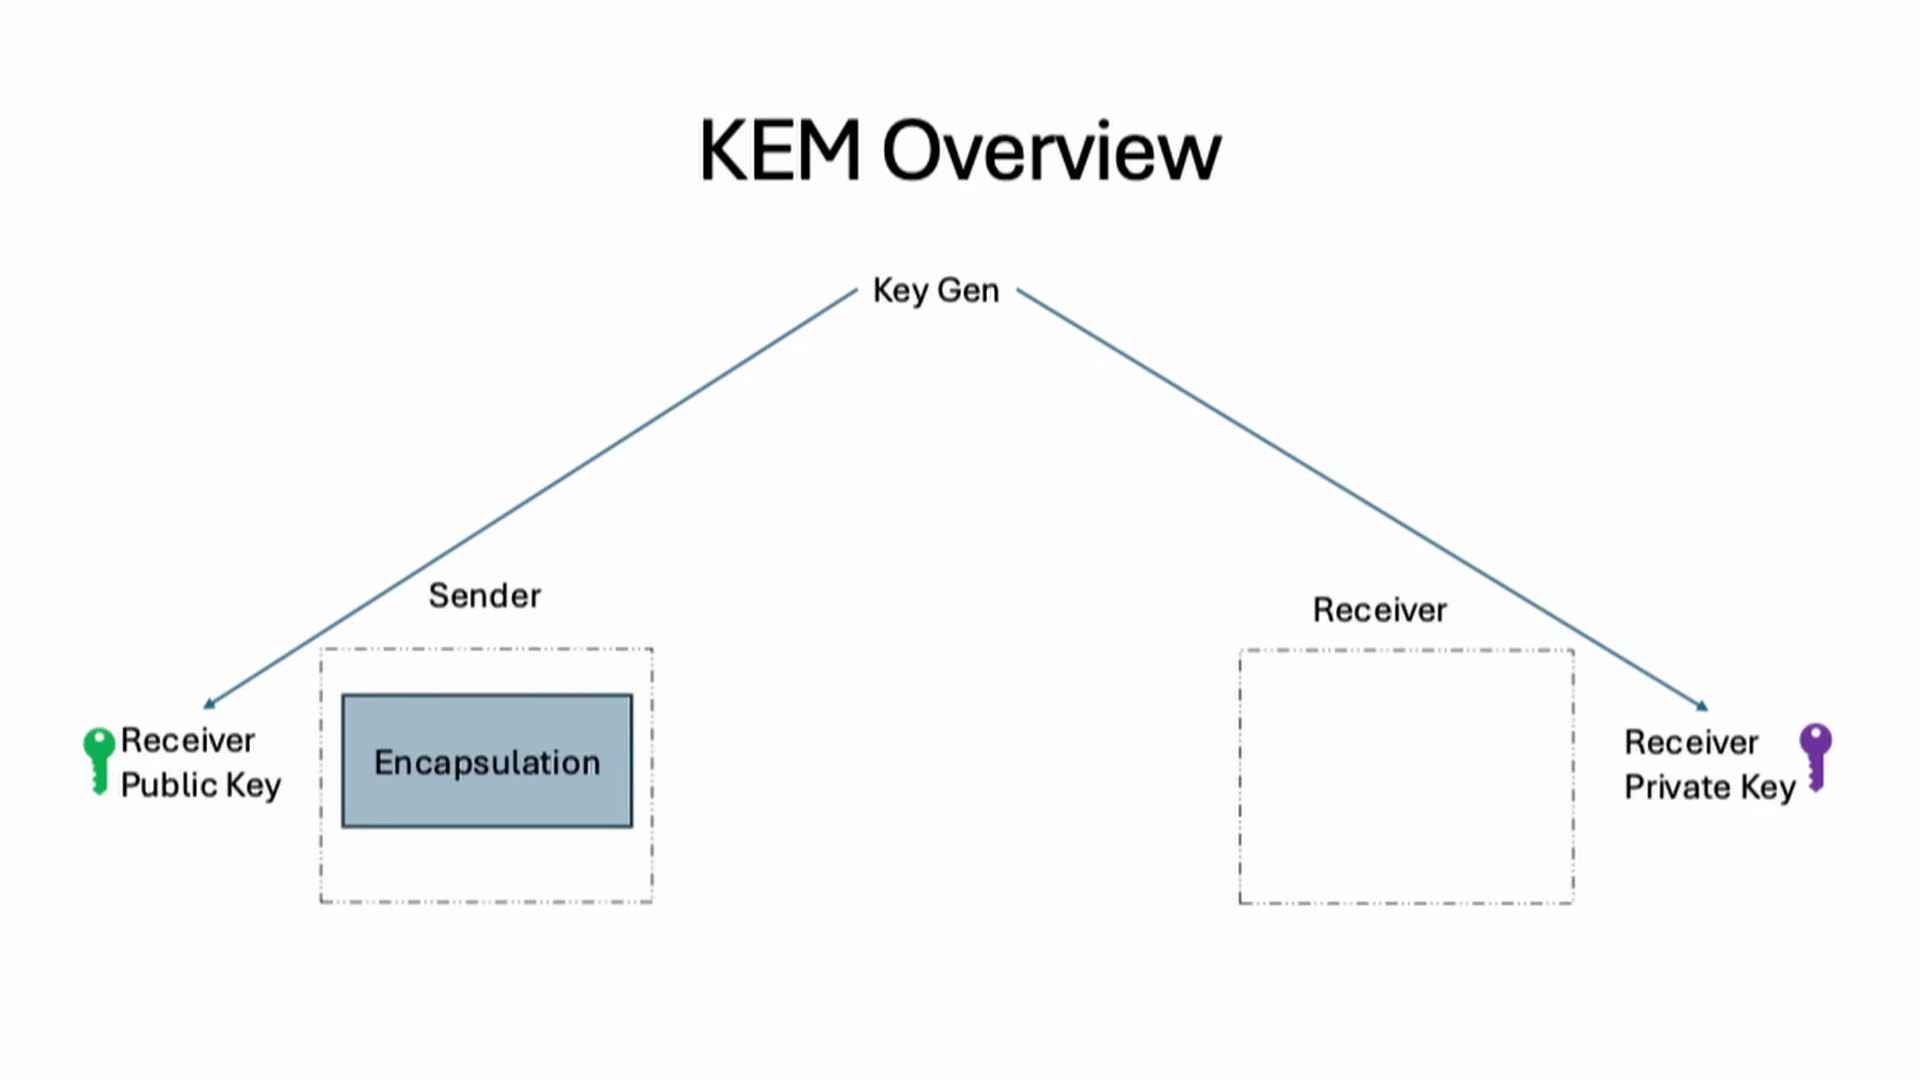 KEM Overview
Key Gen
Sender
Receiver
Receiver
Public Key
Encapsulation
Receiver
Private Key